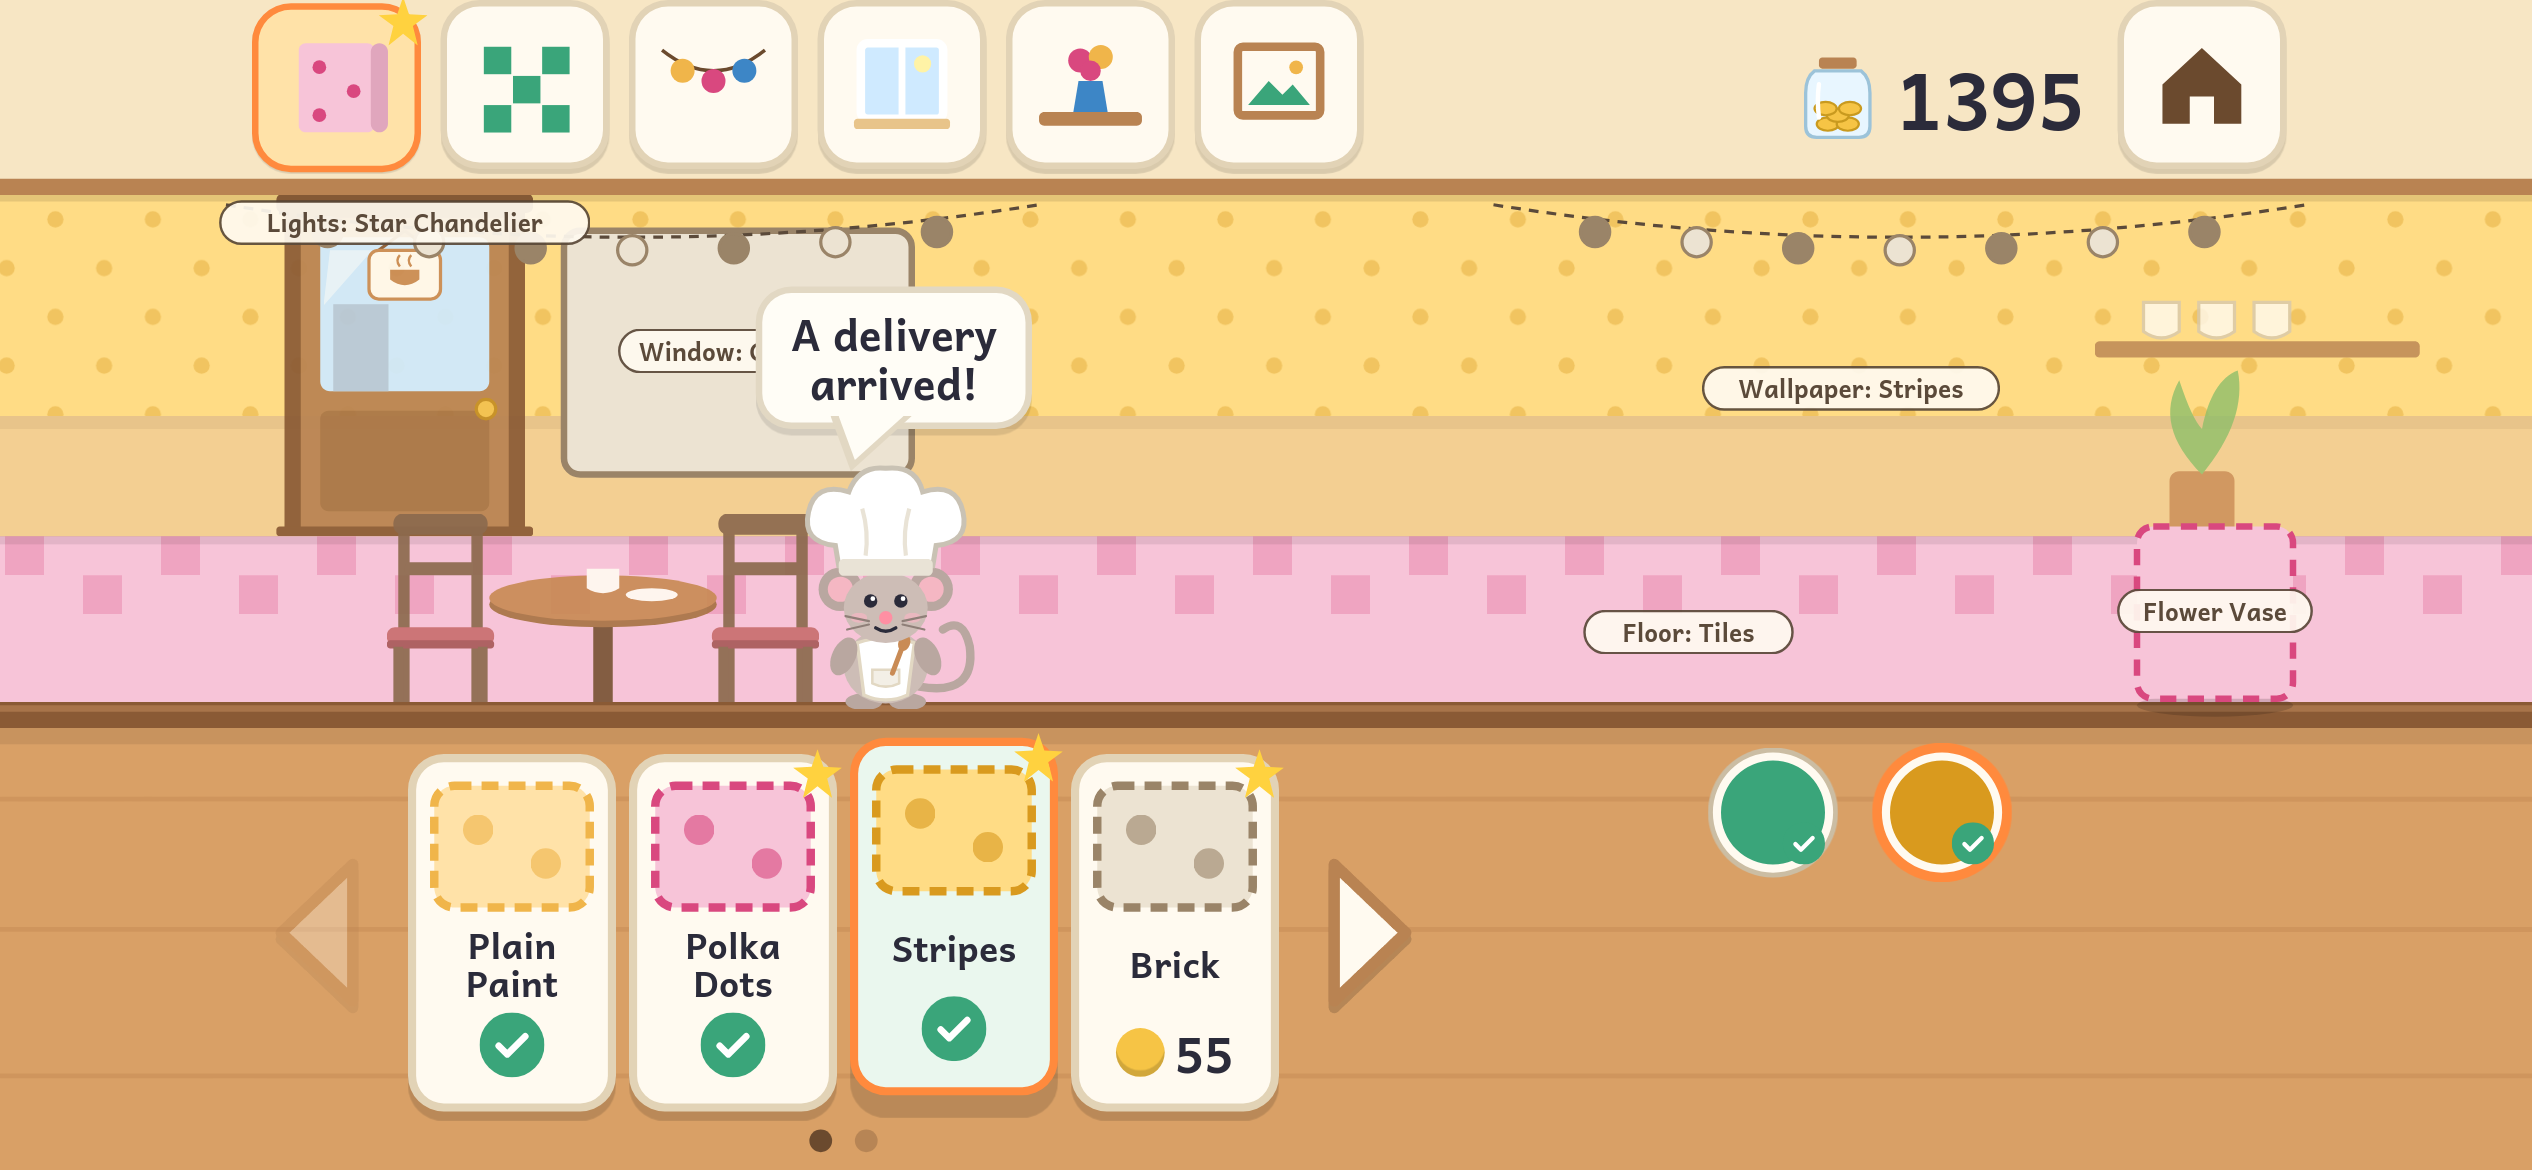 1395
Lights: Star Chandelier
A delivery
arrived!
Window:
Wallpaper: Stripes
Flower Vase
Floor: Tiles
Plain
Paint
Polka
Dots
Stripes
Brick
55